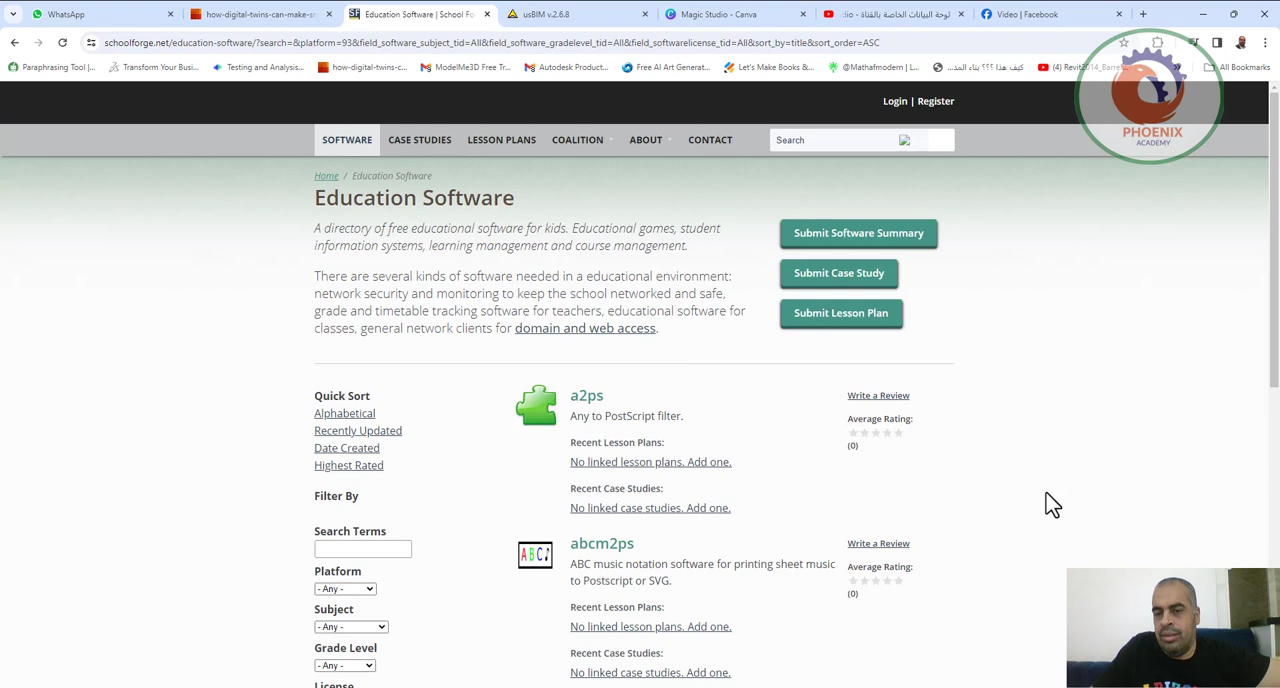 WhatsApp
how-digital-twins-can-make-sm
Education Software | School Fo
usBIM v.2.6.8
Magic Studio - Canva
لوحة البيانات الخاصة بالقناة - dio
Video | Facebook
schoolforge.net/education-software/?search=&platform=93&field_software_subject_tid=All&field_software_gradelevel_tid=All&field_softwarelicense_tid=All&sort_by=title&sort_order=ASC
Paraphrasing Tool |...
Transform Your Busi...
Testing and Analysis...
how-digital-twins-c...
ModeMD Free Tr...
Autodesk Product...
Free AI Art Generat...
Let's Make Books &...
@Mathafmodern | L...
كيف هذا ؟؟؟ بناء المد...
(4) Revit2014_Barre
All Bookmarks
PHOENIX
ACADEMY
Login | Register
SOFTWARE
CASE STUDIES
LESSON PLANS
COALITION
ABOUT
CONTACT
Search
Home / Education Software
Education Software
A directory of free educational software for kids. Educational games, student
information systems, learning management and course management.
There are several kinds of software needed in a educational environment:
network security and monitoring to keep the school networked and safe,
grade and timetable tracking software for teachers, educational software for
classes, general network clients for domain and web access.
Submit Software Summary
Submit Case Study
Submit Lesson Plan
Quick Sort
Alphabetical
Recently Updated
Date Created
Highest Rated
Filter By
Search Terms
Platform
- Any -
Subject
- Any -
Grade Level
- Any -
License
a2ps
Any to PostScript filter.
Recent Lesson Plans:
No linked lesson plans. Add one.
Recent Case Studies:
No linked case studies. Add one.
Write a Review
Average Rating:
(0)
ABC
abcm2ps
ABC music notation software for printing sheet music
to Postscript or SVG.
Recent Lesson Plans:
No linked lesson plans. Add one.
Recent Case Studies:
No linked case studies. Add one.
Write a Review
Average Rating:
(0)